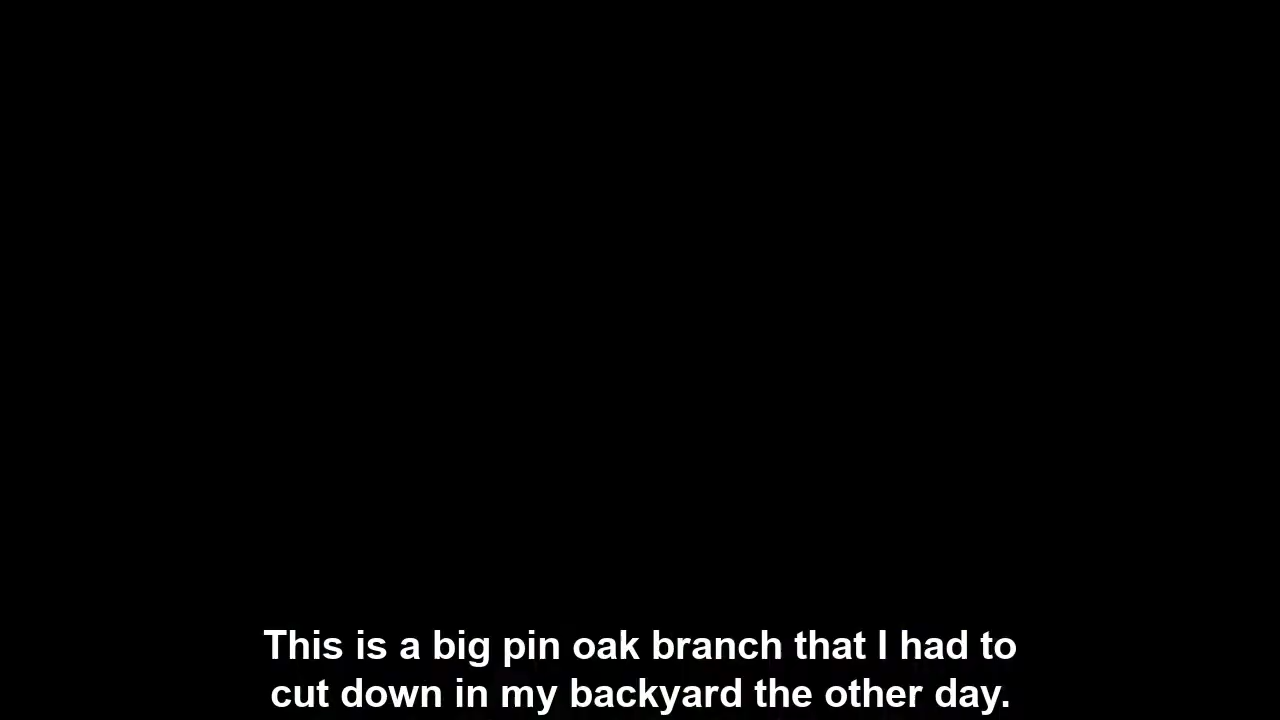 This is a big pin oak branch that I had to
cut down in my backyard the other day.